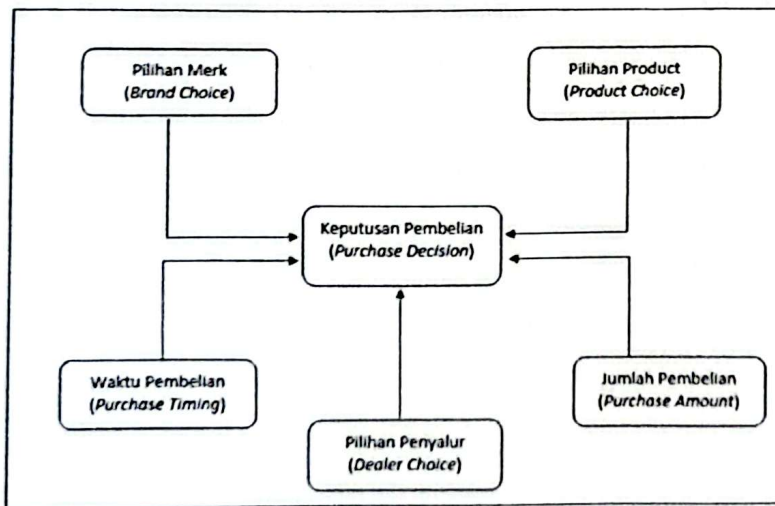 Pilihan Merk
(Brand Choice)
Pilihan Product
(Product Choice)
Keputusan Pembelian
(Purchase Decision)
Waktu Pembelian
(Purchase Timing)
Jumlah Pembelian
(Purchase Amount)
Pilihan Penyalur
(Dealer Choice)